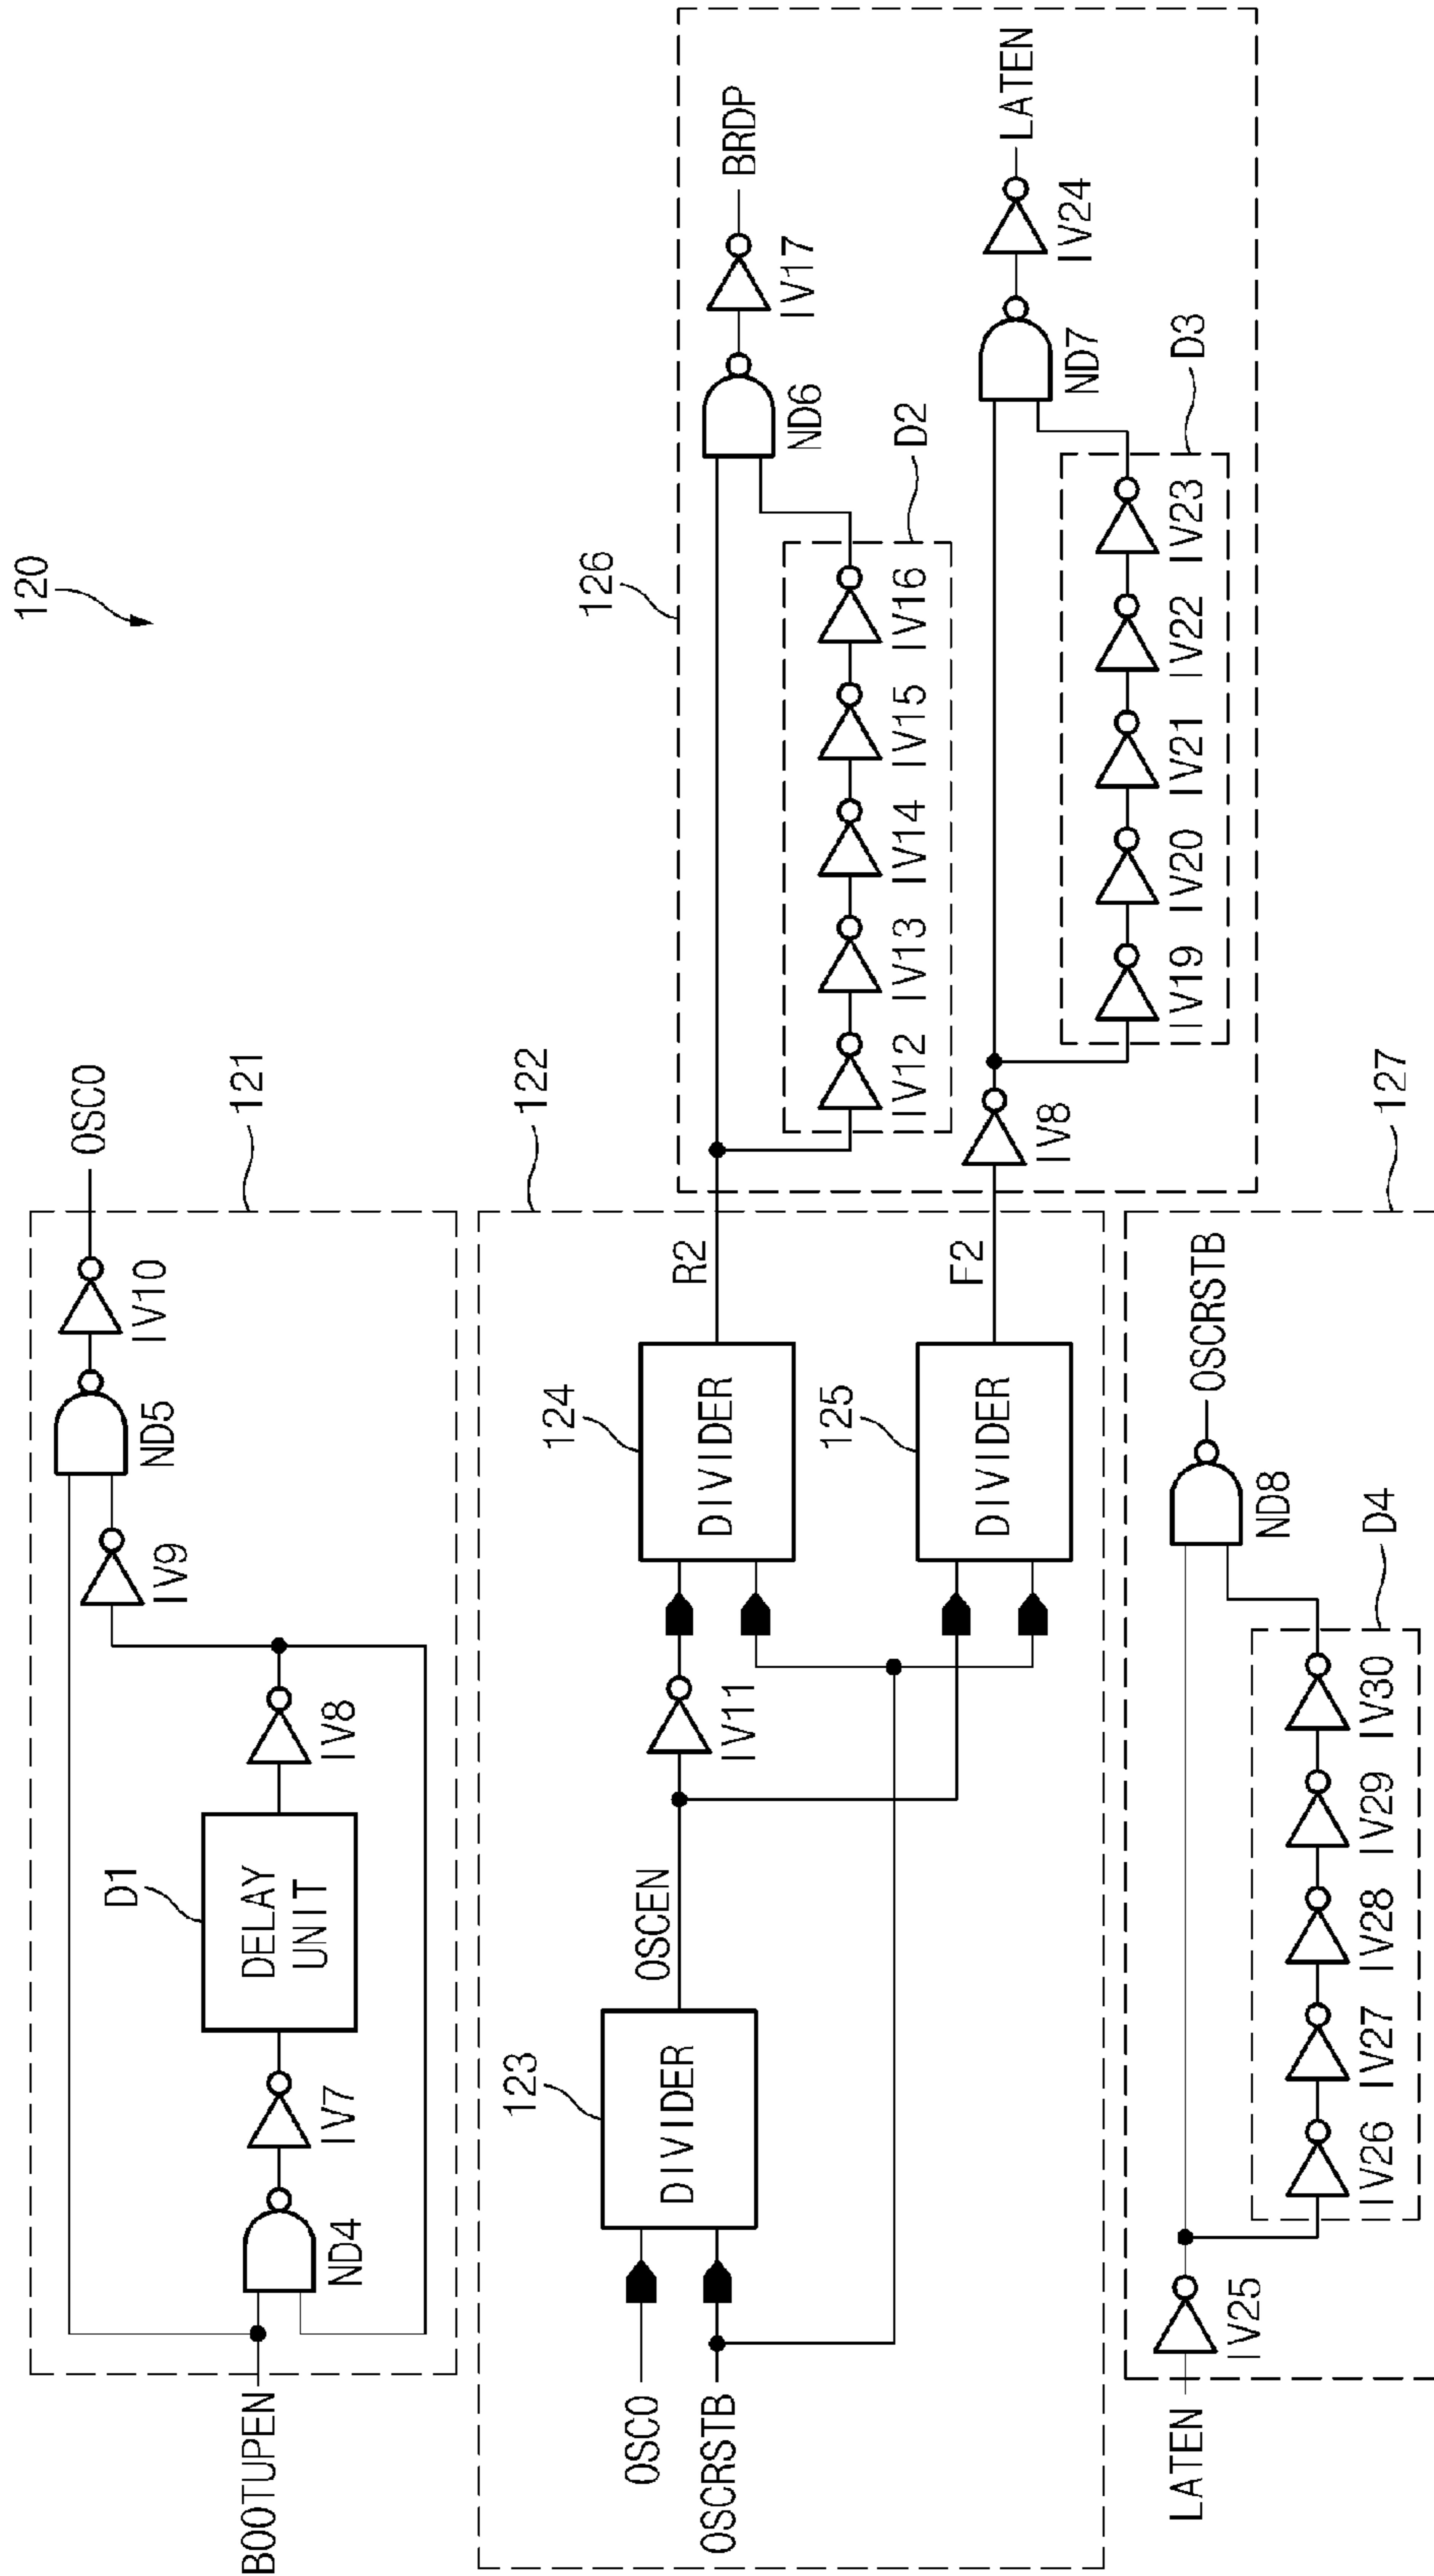 120
BOOTUPEN
ND4
IV7
D1
DELAY
UNIT
IV8
IV9
ND5
IV10
OSC0
121
122
OSC0
OSCRSTB
123
DIVIDER
OSCEN
IV11
124
DIVIDER
R2
125
DIVIDER
F2
126
IV12
IV13
IV14
IV15
IV16
D2
ND6
IV17
BRDP
IV8
IV19
IV20
IV21
IV22
IV23
D3
ND7
IV24
LATEN
127
LATEN
IV25
IV26
IV27
IV28
IV29
IV30
D4
ND8
OSCRSTB